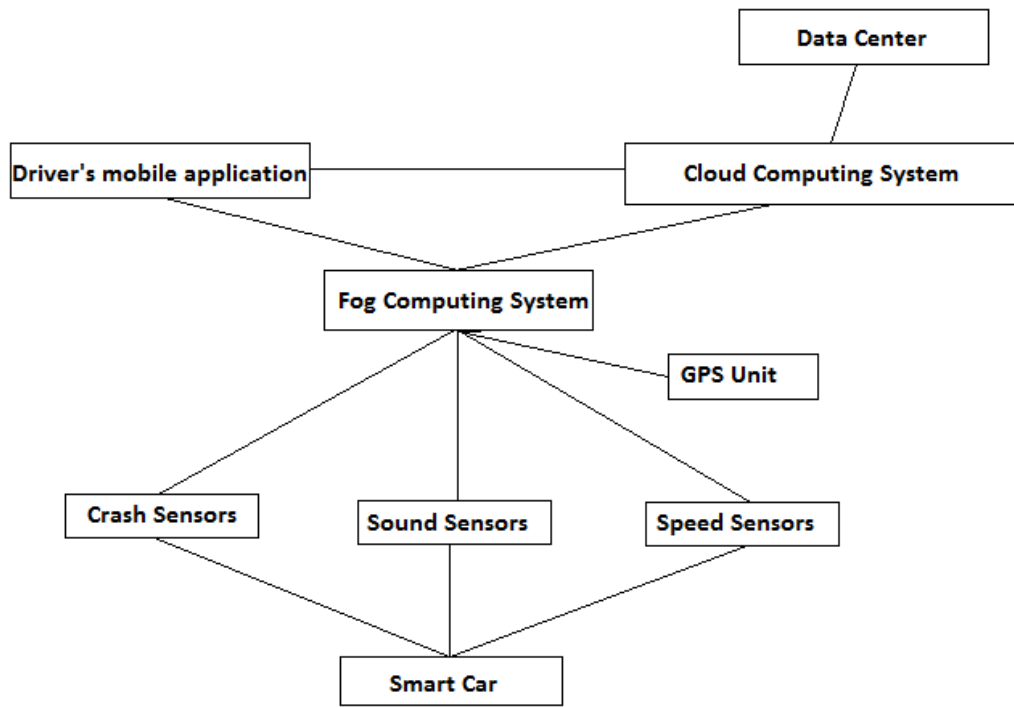 Data Center
Driver's mobile application
Cloud Computing System
Fog Computing System
GPS Unit
Crash Sensors
Sound Sensors
Speed Sensors
Smart Car